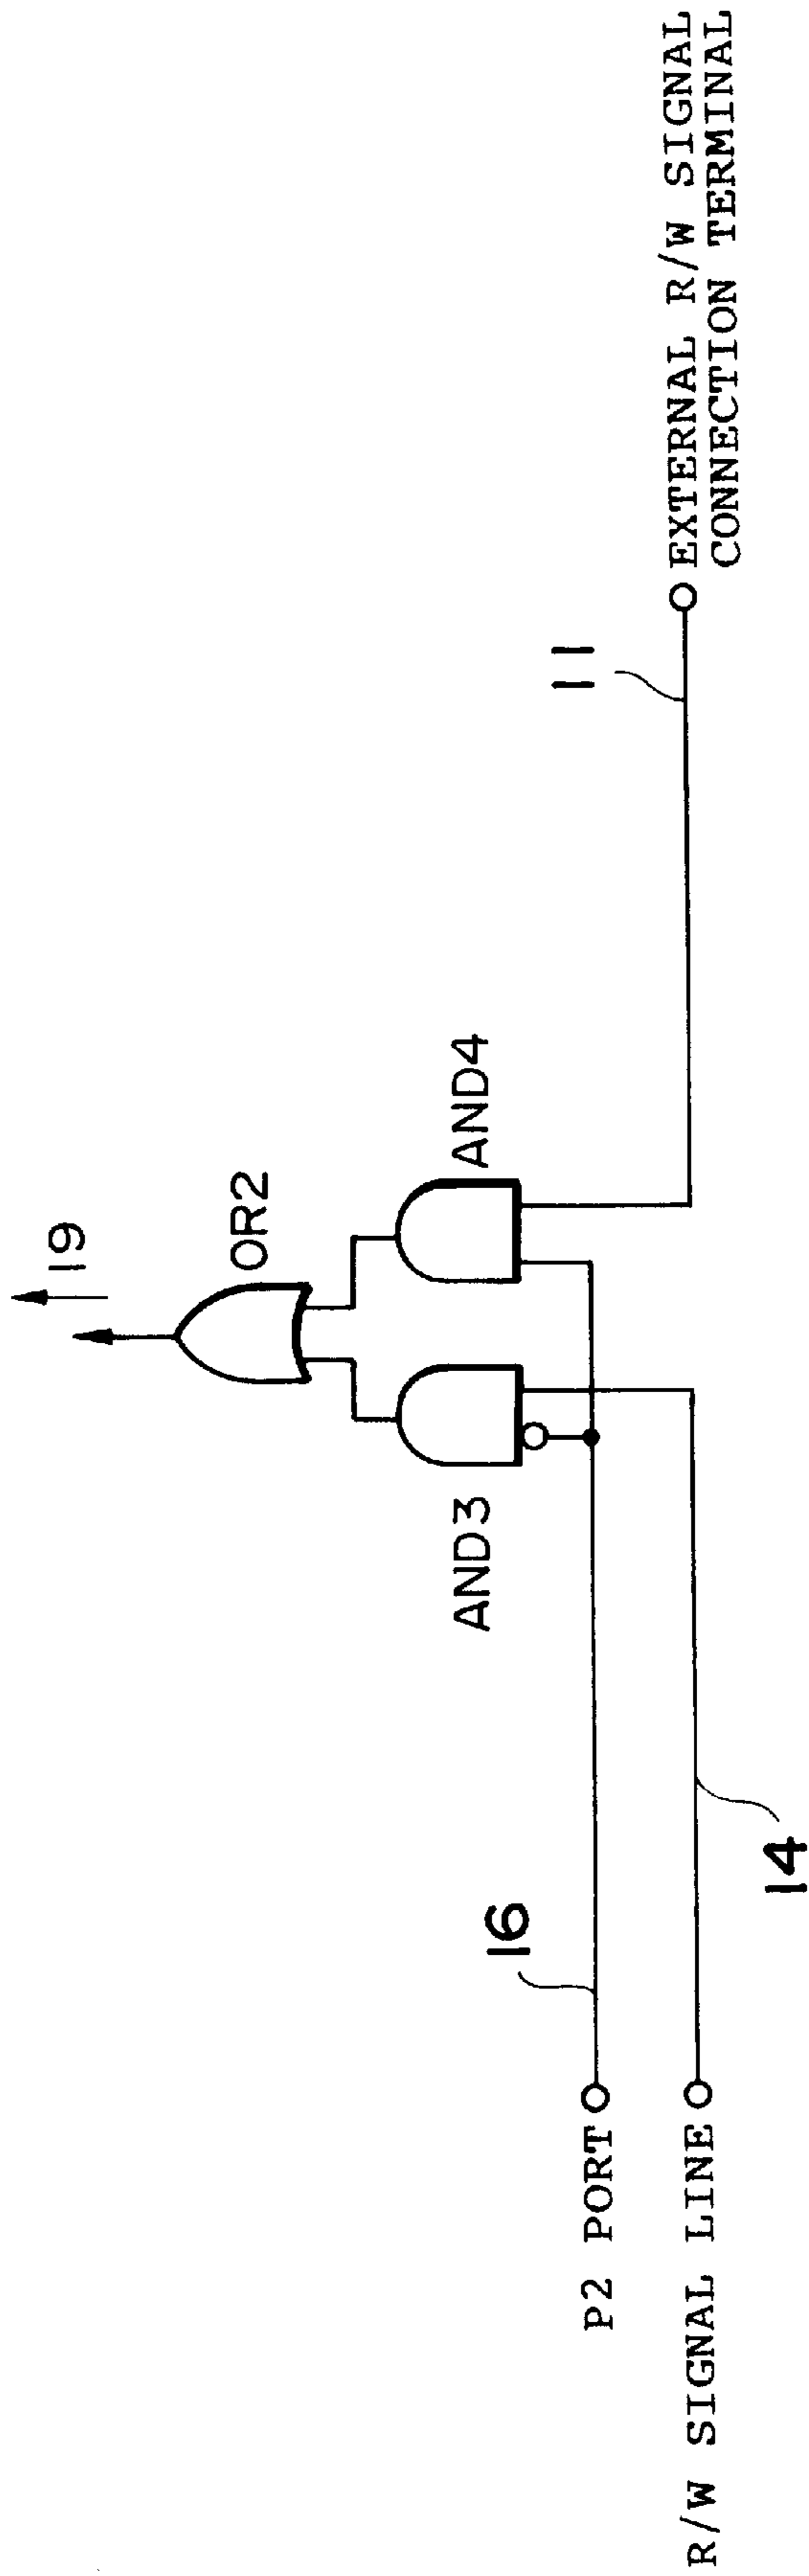 19
OR2
AND3
AND4
16
P2 PORT
R/W SIGNAL LINE
14
11
EXTERNAL R/W SIGNAL
CONNECTION TERMINAL